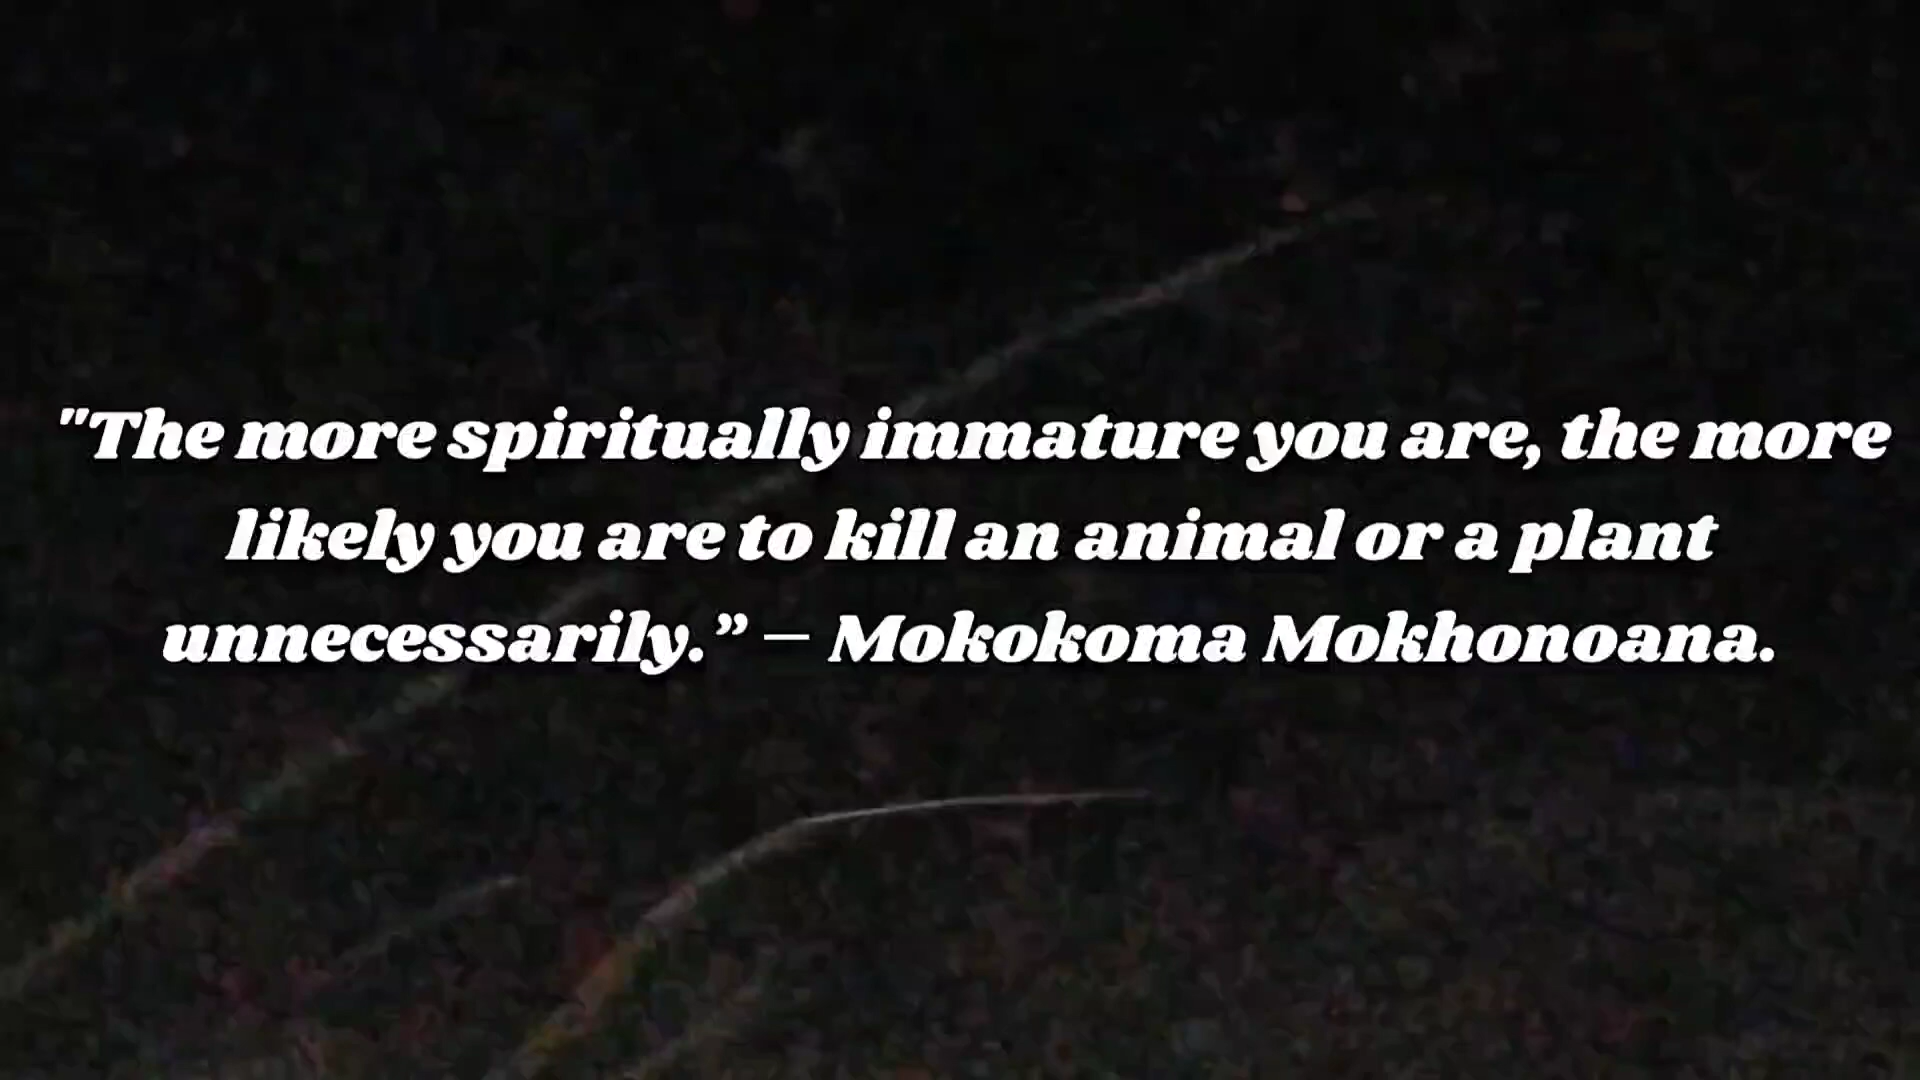 "The more spiritually immature you are, the more
likely you are to kill an animal or a plant
unnecessarily.” — Mokokoma Mokhonoana.